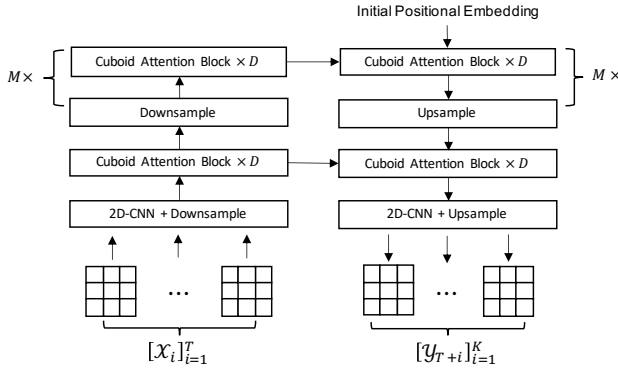 Initial Positional Embedding
M ×
Cuboid Attention Block × D
Cuboid Attention Block × D
M ×
Downsample
Upsample
Cuboid Attention Block × D
Cuboid Attention Block × D
2D-CNN + Downsample
2D-CNN + Upsample
...
...
[𝒳_i]_{i=1}^T
[𝒴_{T+i}]_{i=1}^K